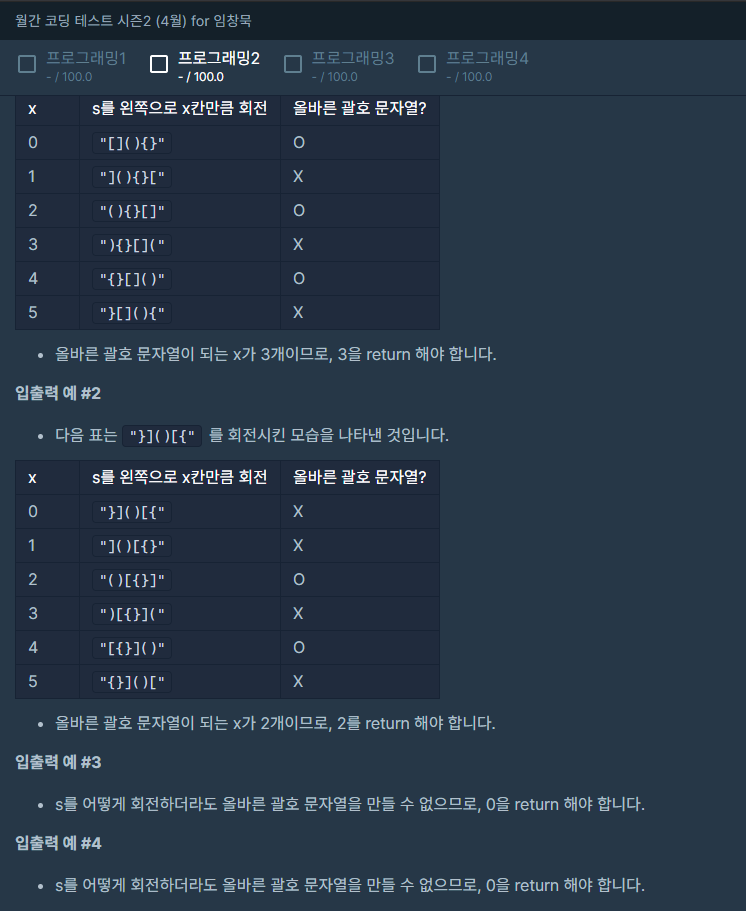 월간 코딩 테스트 시즌2 (4월) for 임창묵
프로그래밍1 프로그래밍2 프로그래밍3 프로그래밍4
- / 100.0 - / 100.0 - / 100.0 - / 100.0
x s를 왼쪽으로 x칸만큼 회전 올바른 괄호 문자열?
0 "[](){}" O
1 "](){}[" X
2 "(){}[]" O
3 "){}[](" X
4 "{}[]()" O
5 "}[](){" X
• 올바른 괄호 문자열이 되는 x가 3개이므로, 3을 return 해야 합니다.
입출력 예 #2
• 다음 표는 "}]()[{" 를 회전시킨 모습을 나타낸 것입니다.
x s를 왼쪽으로 x칸만큼 회전 올바른 괄호 문자열?
0 "}]()[{" X
1 "]()[{}" X
2 "()[{}]" O
3 ")[{}](" X
4 "[{}]()" O
5 "{}]()[" X
• 올바른 괄호 문자열이 되는 x가 2개이므로, 2를 return 해야 합니다.
입출력 예 #3
• s를 어떻게 회전하더라도 올바른 괄호 문자열을 만들 수 없으므로, 0을 return 해야 합니다.
입출력 예 #4
• s를 어떻게 회전하더라도 올바른 괄호 문자열을 만들 수 없으므로, 0을 return 해야 합니다.